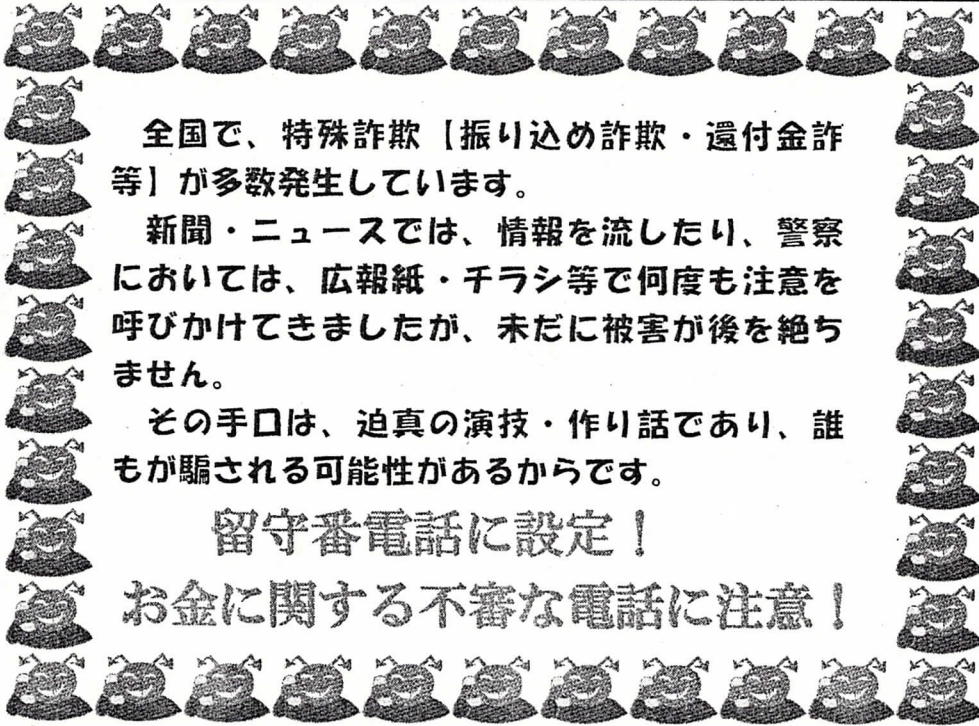 全国で、特殊詐欺【振り込め詐欺・還付金詐
等】が多数発生しています。
新聞・ニュースでは、情報を流したり、警察
においては、広報紙・チラシ等で何度も注意を
呼びかけてきましたが、未だに被害が後を絶ち
ません。
その手口は、迫真の演技・作り話であり、誰
もが騙される可能性があるからです。
留守番電話に設定！
お金に関する不審な電話に注意！